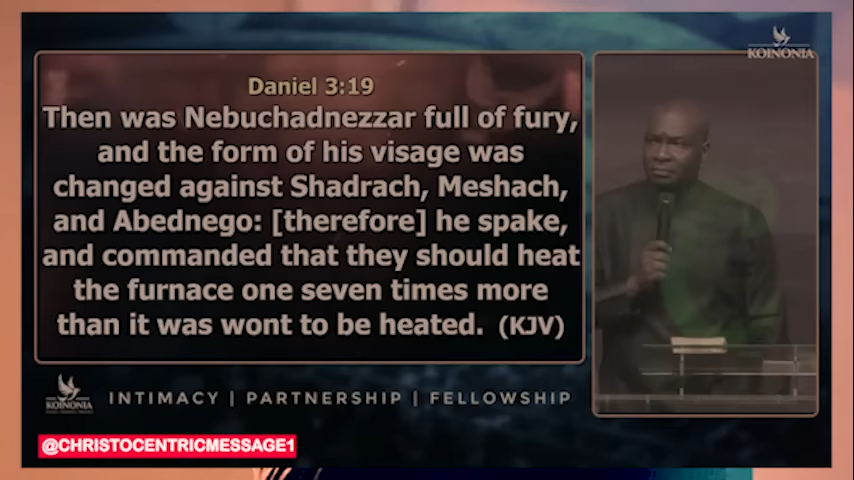 Daniel 3:19
Then was Nebuchadnezzar full of fury,
and the form of his visage was
changed against Shadrach, Meshach,
and Abednego: [therefore] he spake,
and commanded that they should heat
the furnace one seven times more
than it was wont to be heated. (KJV)
KOINONIA
KOINONIA
INTIMACY | PARTNERSHIP | FELLOWSHIP
@CHRISTOCENTRICMESSAGE1